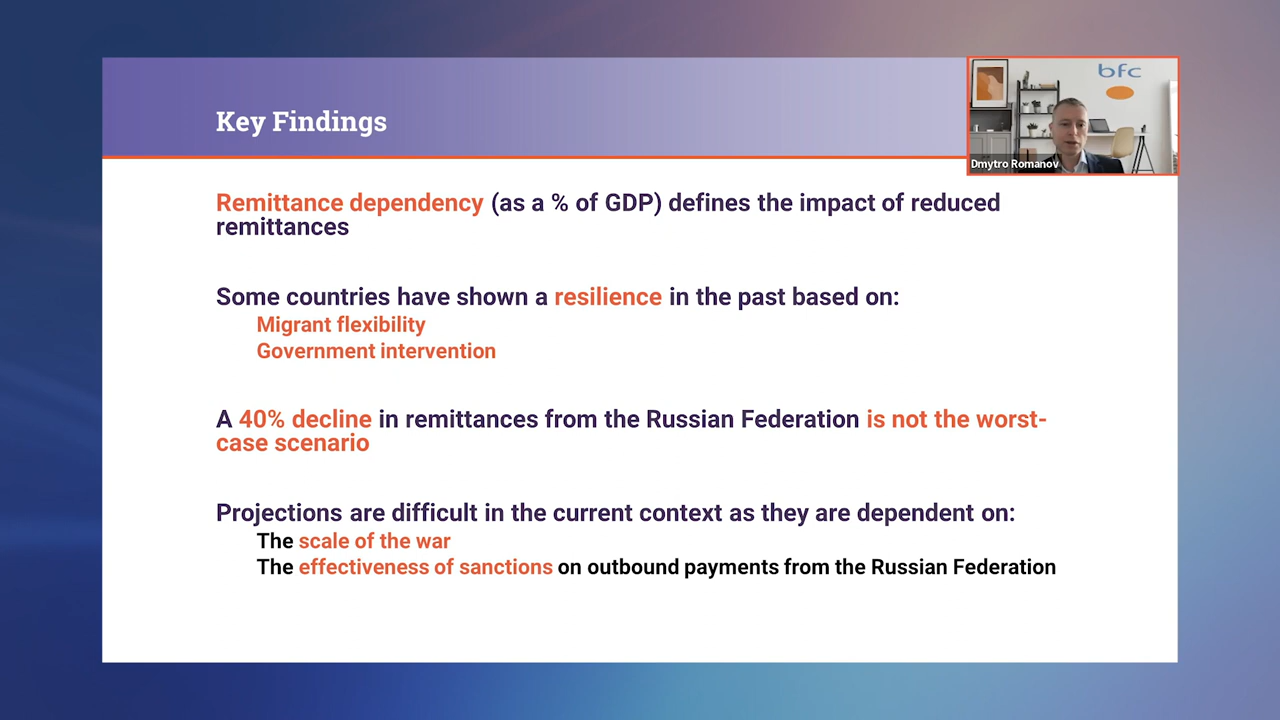 bfc
Key Findings
Dmytro Romanov
Remittance dependency (as a % of GDP) defines the impact of reduced
remittances
Some countries have shown a resilience in the past based on:
Migrant flexibility
Government intervention
A 40% decline in remittances from the Russian Federation is not the worst-
case scenario
Projections are difficult in the current context as they are dependent on:
The scale of the war
The effectiveness of sanctions on outbound payments from the Russian Federation